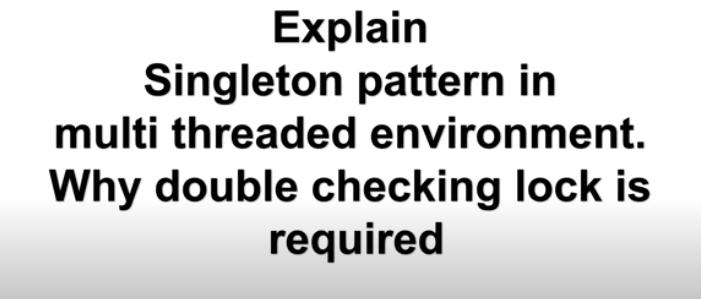 Explain
Singleton pattern in
multi threaded environment.
Why double checking lock is
required